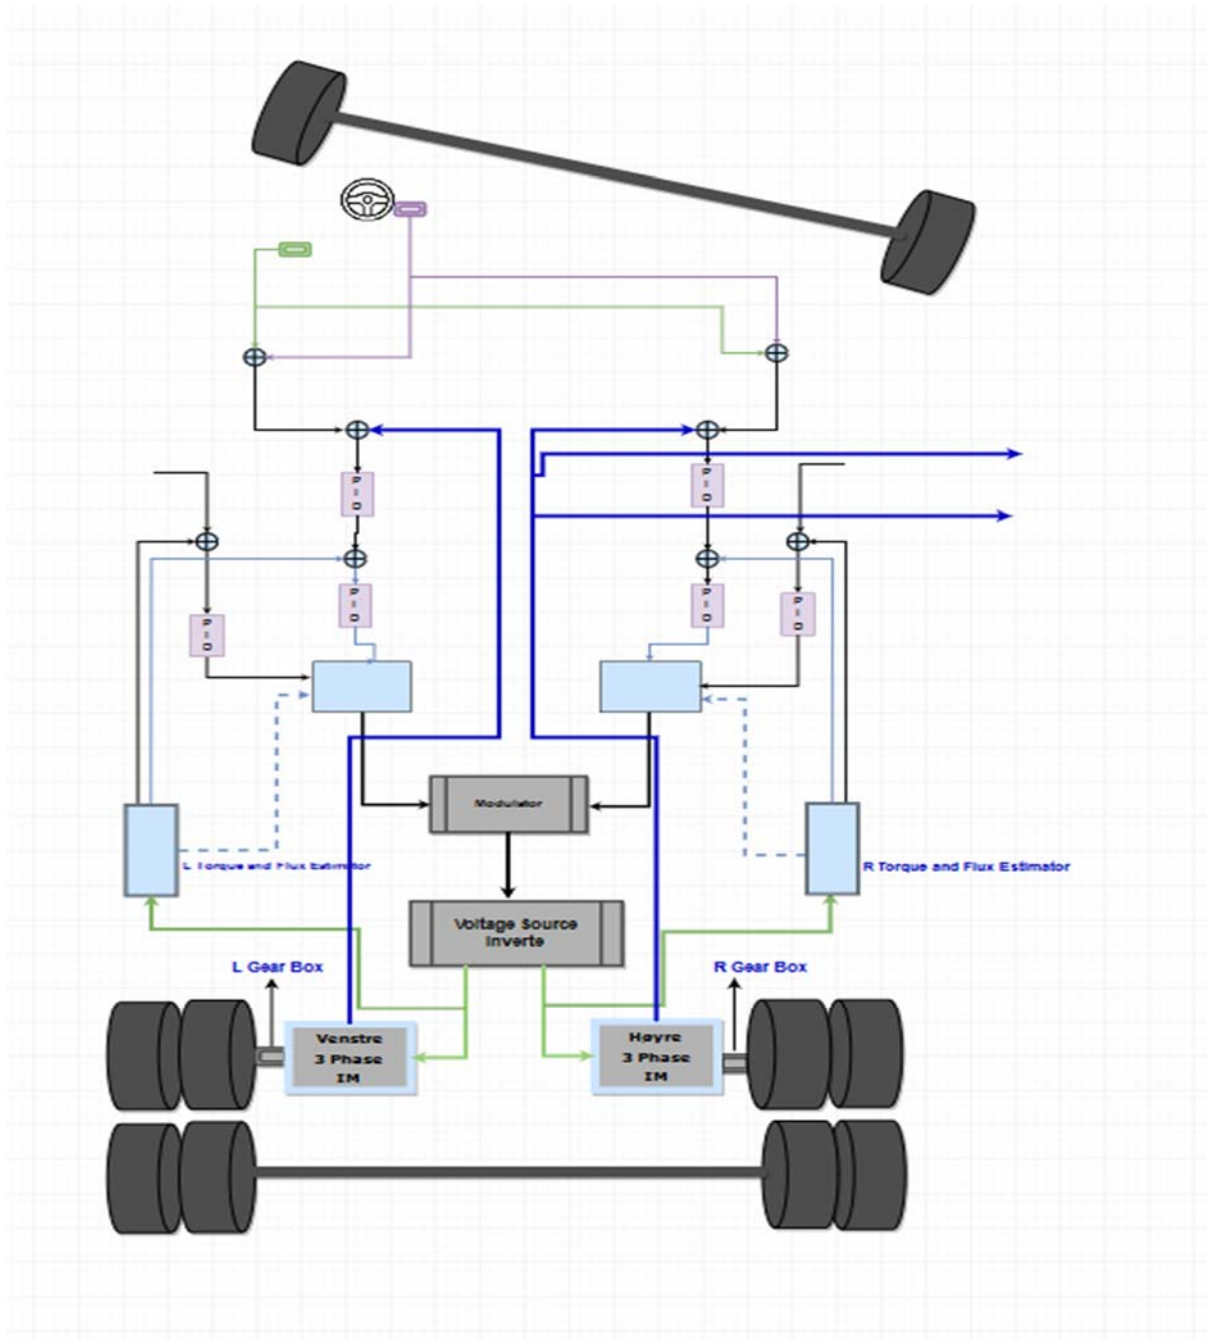 P
I
D
P
I
D
P
I
D
P
I
D
P
I
D
P
I
D
Modulator
L Torque and Flux Estimator
R Torque and Flux Estimator
Voltage Source
Inverte
L Gear Box
R Gear Box
Venstre
3 Phase
IM
Høyre
3 Phase
IM